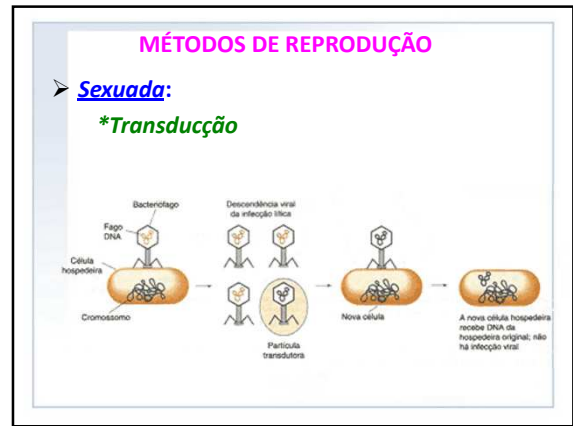 MÉTODOS DE REPRODUÇÃO
➢ Sexuada:
*Transducção
Bacteriófago
Fago
DNA
Célula
hospedeira
Cromossomo
Descendência viral
da infecção lítica
Partícula
transdutora
Nova célula
A nova célula hospedeira
recebe DNA da
hospedeira original; não
há infecção viral